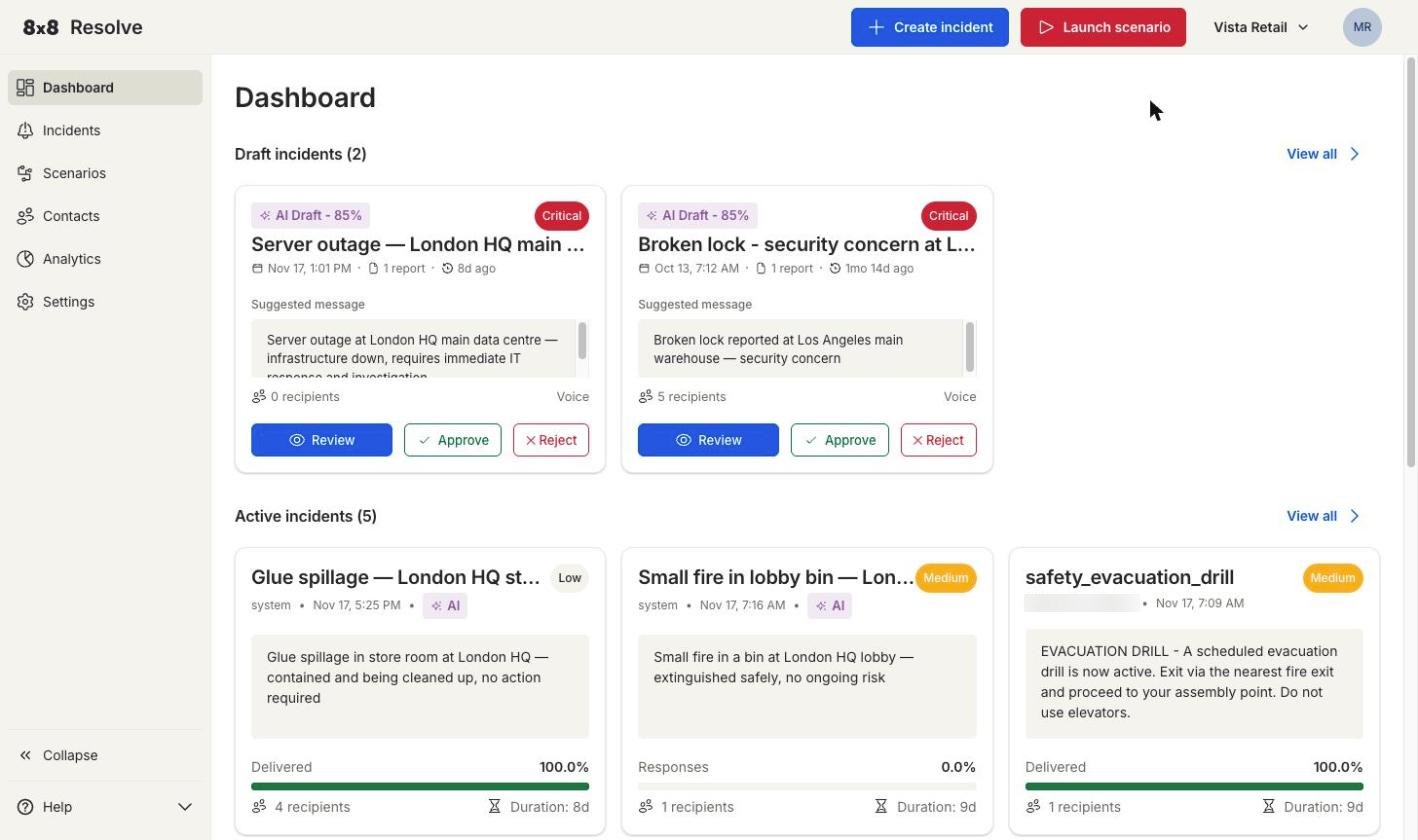 8x8 Resolve
Create incident
Launch scenario
Vista Retail
MR
Dashboard
Incidents
Scenarios
Contacts
Analytics
Settings
Collapse
Help
Dashboard
Draft incidents (2)
View all
AI Draft - 85%
Critical
Server outage — London HQ main ...
Nov 17, 1:01 PM · 1 report · 8d ago
Suggested message
Server outage at London HQ main data centre —
infrastructure down, requires immediate IT
response and investigation
0 recipients
Voice
Review
Approve
Reject
AI Draft - 85%
Critical
Broken lock - security concern at L...
Oct 13, 7:12 AM · 1 report · 1mo 14d ago
Suggested message
Broken lock reported at Los Angeles main
warehouse — security concern
5 recipients
Voice
Review
Approve
Reject
Active incidents (5)
View all
Glue spillage — London HQ st...
Low
system • Nov 17, 5:25 PM • AI
Glue spillage in store room at London HQ —
contained and being cleaned up, no action
required
Delivered
100.0%
4 recipients
Duration: 8d
Small fire in lobby bin — Lon...
Medium
system • Nov 17, 7:16 AM • AI
Small fire in a bin at London HQ lobby —
extinguished safely, no ongoing risk
Responses
0.0%
1 recipients
Duration: 9d
safety_evacuation_drill
Medium
• Nov 17, 7:09 AM
EVACUATION DRILL - A scheduled evacuation
drill is now active. Exit via the nearest fire exit
and proceed to your assembly point. Do not
use elevators.
Delivered
100.0%
1 recipients
Duration: 9d